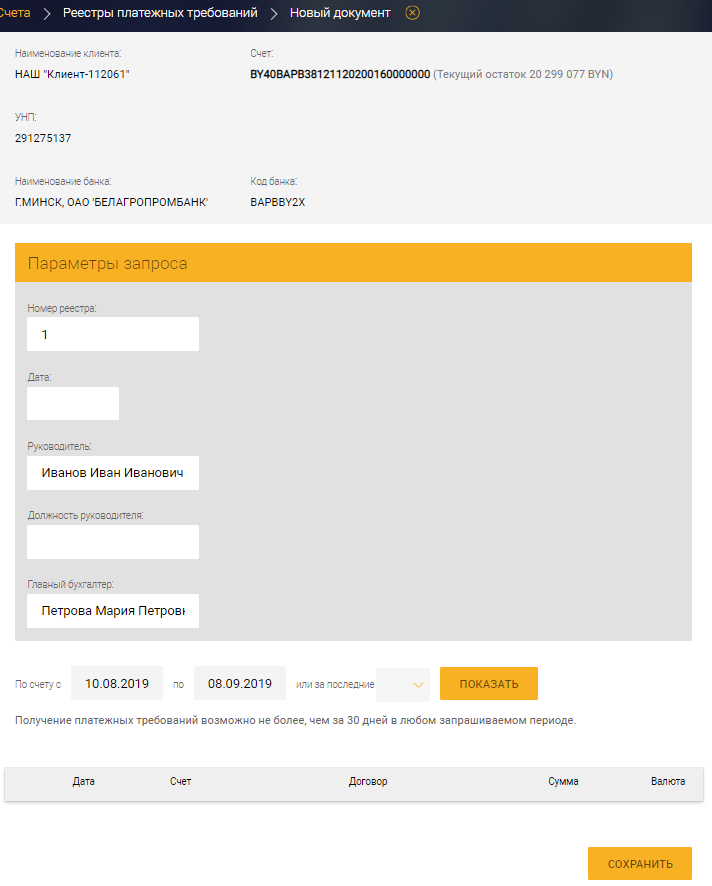 Счета > Реестры платежных требований > Новый документ
Наименование клиента: Счет:
НАШ "Клиент-112061" BY40BAPB38121120200160000000 (Текущий остаток 20 299 077 BYN)
УНП:
291275137
Наименование банка: Код банка:
Г.МИНСК, ОАО 'БЕЛАГРОПРОМБАНК' BAPBBY2X
Параметры запроса
Номер реестра:
1
Дата:
Руководитель:
Иванов Иван Иванович
Должность руководителя:
Главный бухгалтер:
Петрова Мария Петровн
По счету с 10.08.2019 по 08.09.2019 или за последние ПОКАЗАТЬ
Получение платежных требований возможно не более, чем за 30 дней в любом запрашиваемом периоде.
Дата Счет Договор Сумма Валюта
СОХРАНИТЬ